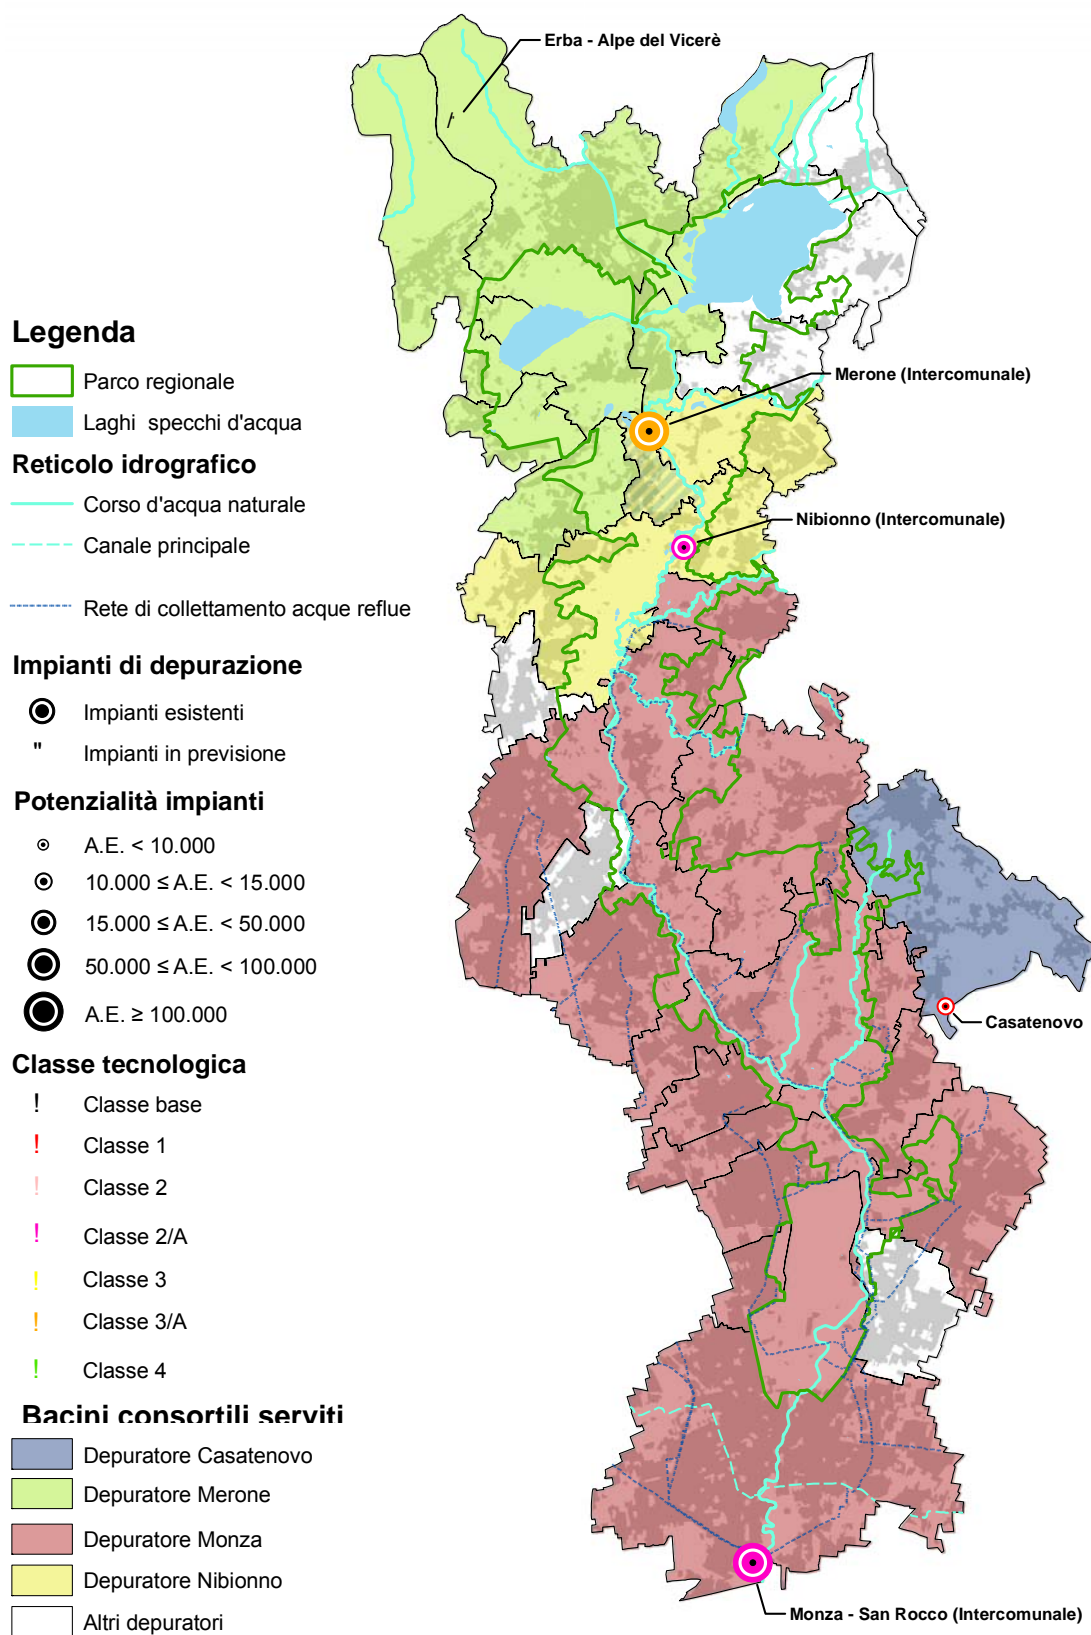 Erba - Alpe del Vicerè
Merone (Intercomunale)
Nibionno (Intercomunale)
Casatenovo
Monza - San Rocco (Intercomunale)
Legenda
Parco regionale
Laghi specchi d'acqua
Reticolo idrografico
Corso d'acqua naturale
Canale principale
Rete di collettamento acque reflue
Impianti di depurazione
Impianti esistenti
" Impianti in previsione
Potenzialità impianti
A.E. < 10.000
10.000 ≤ A.E. < 15.000
15.000 ≤ A.E. < 50.000
50.000 ≤ A.E. < 100.000
A.E. ≥ 100.000
Classe tecnologica
! Classe base
! Classe 1
! Classe 2
! Classe 2/A
! Classe 3
! Classe 3/A
! Classe 4
Bacini consortili serviti
Depuratore Casatenovo
Depuratore Merone
Depuratore Monza
Depuratore Nibionno
Altri depuratori